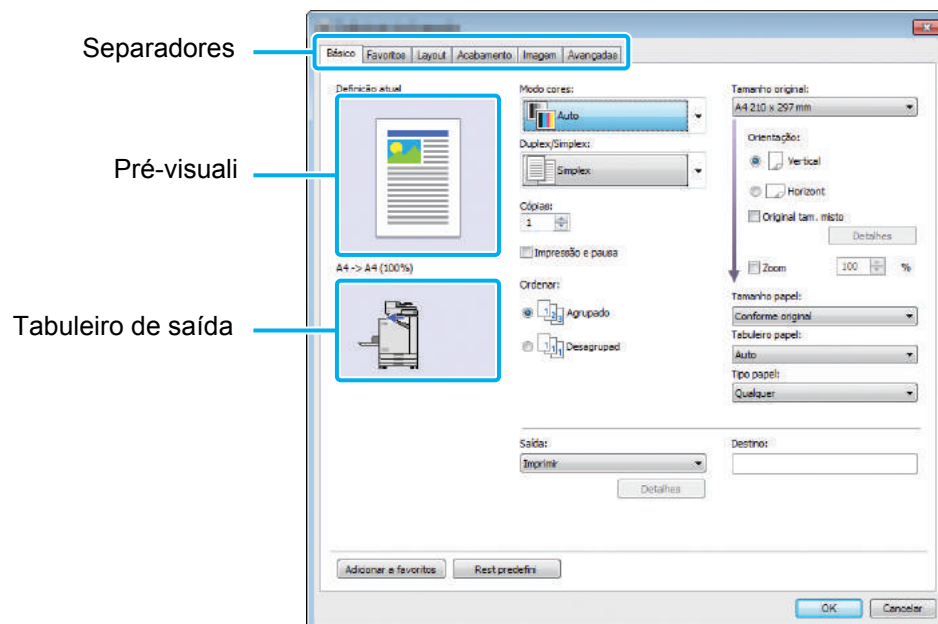 Separadores
Pré-visuali
Tabuleiro de saída
Básico Favoritos Layout Acabamento Imagem Avançadas
Definição atual
A4 -> A4 (100%)
Modo cores:
Auto
Duplex/Simplex:
Simplex
Cópias:
1
Impressão e pausa
Ordenar:
Agrupado
Desagrupad
Tamanho original:
A4 210 x 297 mm
Orientação:
Vertical
Horizont
Original tam. misto
Detalhes
Zoom 100 %
Tamanho papel:
Conforme original
Tabuleiro papel:
Auto
Tipo papel:
Qualquer
Saída:
Imprimir
Detalhes
Destino:
Adicionar a favoritos Rest predefini
OK Cancelar